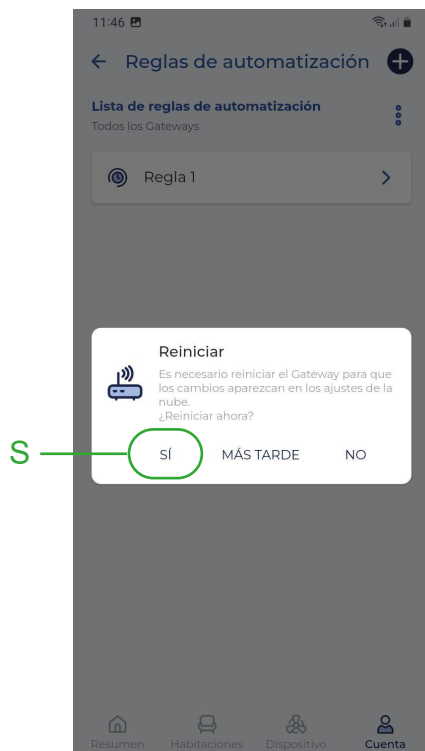 11:46
Reglas de automatización
Lista de reglas de automatización
Todos los Gateways
Regla 1
Reiniciar
Es necesario reiniciar el Gateway para que
los cambios aparezcan en los ajustes de la
nube.
¿Reiniciar ahora?
S
SÍ MÁS TARDE NO
Resumen Habitaciones Dispositivo Cuenta